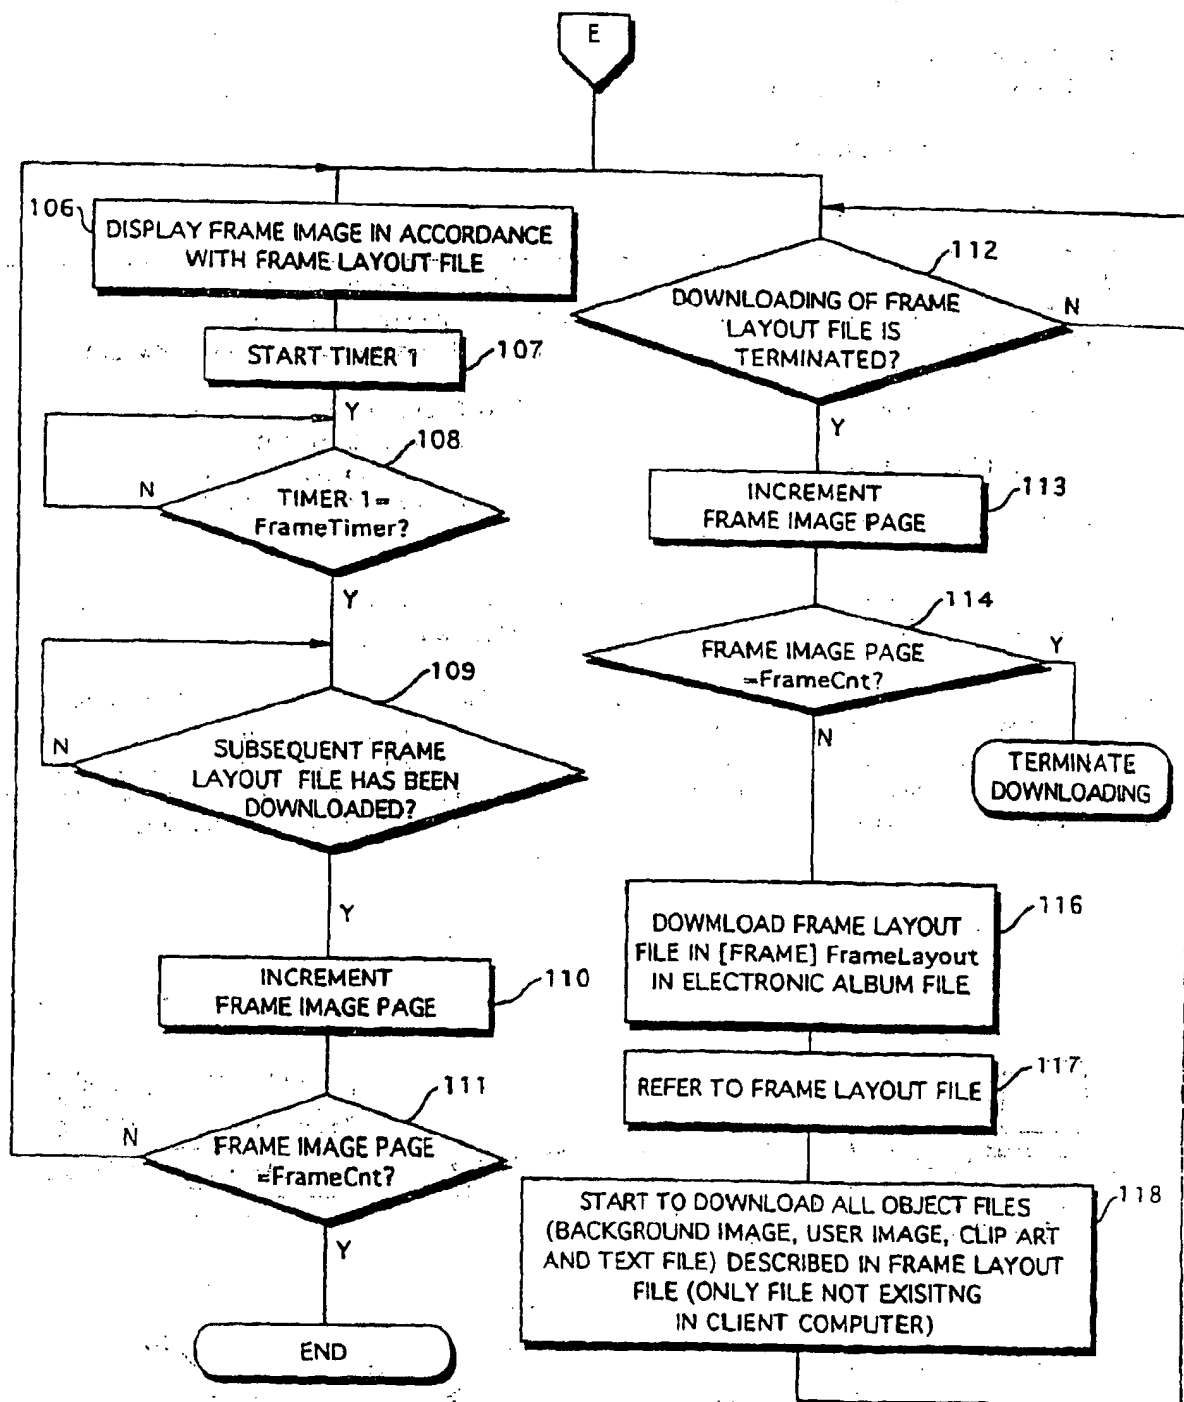 E
106
DISPLAY FRAME IMAGE IN ACCORDANCE
WITH FRAME LAYOUT FILE
START TIMER 1
107
Y
108
N
TIMER 1=
FrameTimer?
Y
109
N
SUBSEQUENT FRAME
LAYOUT FILE HAS BEEN
DOWNLOADED?
Y
INCREMENT
FRAME IMAGE PAGE
110
111
N
FRAME IMAGE PAGE
=FrameCnt?
Y
END
112
DOWNLOADING OF FRAME
LAYOUT FILE IS
TERMINATED?
N
Y
INCREMENT
FRAME IMAGE PAGE
113
114
FRAME IMAGE PAGE
=FrameCnt?
Y
N
TERMINATE
DOWNLOADING
116
DOWMLOAD FRAME LAYOUT
FILE IN [FRAME] FrameLayout
IN ELECTRONIC ALBUM FILE
117
REFER TO FRAME LAYOUT FILE
118
START TO DOWNLOAD ALL OBJECT FILES
(BACKGROUND IMAGE, USER IMAGE, CLIP ART
AND TEXT FILE) DESCRIBED IN FRAME LAYOUT
FILE (ONLY FILE NOT EXISITNG
IN CLIENT COMPUTER)